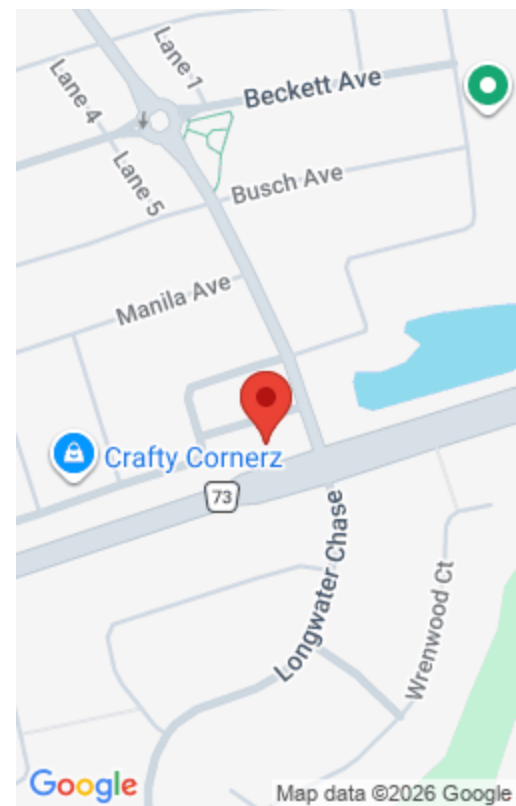 Lane 1
Lane 4
Beckett Ave
Lane 5
Busch Ave
Manila Ave
Crafty Cornerz
73
Longwater Chase
Wrenwood Ct
Google
Map data ©2026 Google